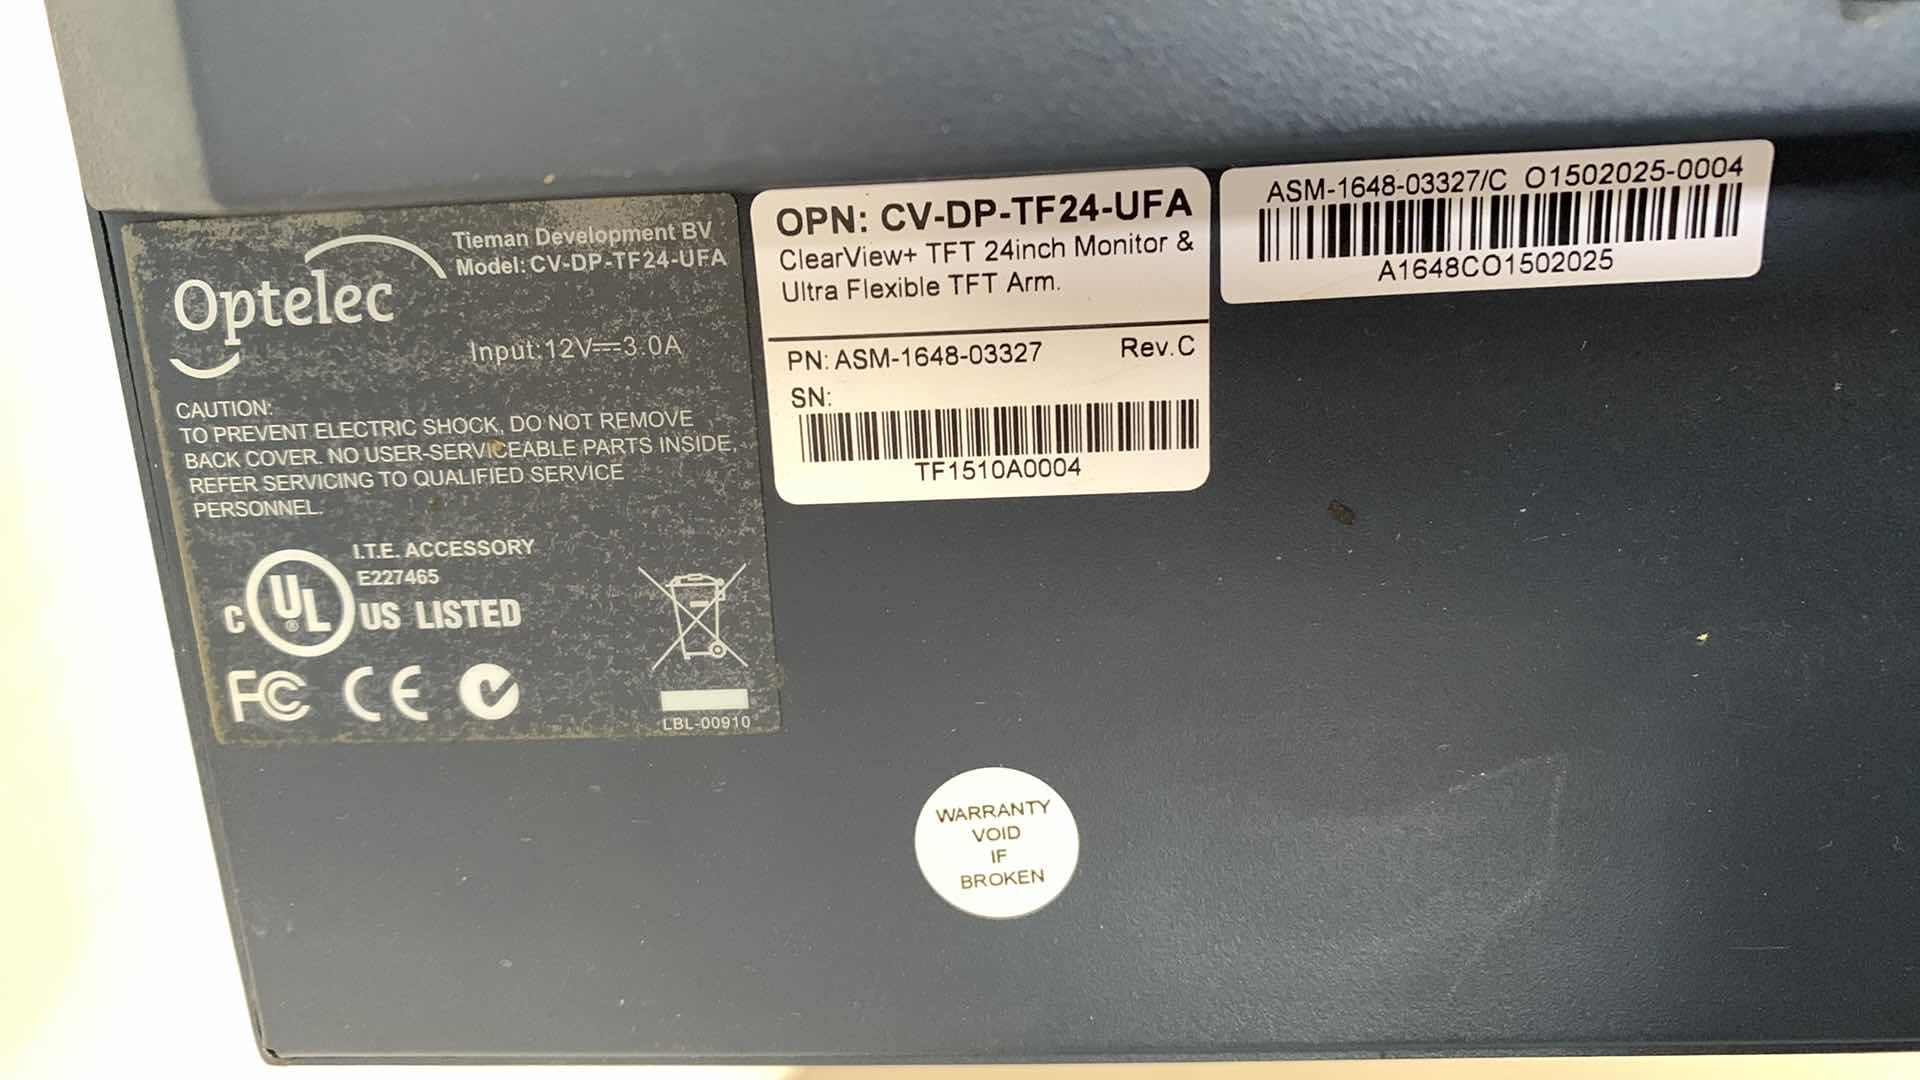 Optelec
Tieman Development BV
Model: CV-DP-TF24-UFA
Input: 12V⎓3.0A
CAUTION:
TO PREVENT ELECTRIC SHOCK, DO NOT REMOVE
BACK COVER. NO USER-SERVICEABLE PARTS INSIDE,
REFER SERVICING TO QUALIFIED SERVICE
PERSONNEL.
I.T.E. ACCESSORY
E227465
C UL ® US LISTED
FC CE
LBL-00910
OPN: CV-DP-TF24-UFA
ClearView+ TFT 24inch Monitor &
Ultra Flexible TFT Arm.
PN: ASM-1648-03327 Rev.C
SN:
TF1510A0004
ASM-1648-03327/C O1502025-0004
A1648CO1502025
WARRANTY
VOID
IF
BROKEN